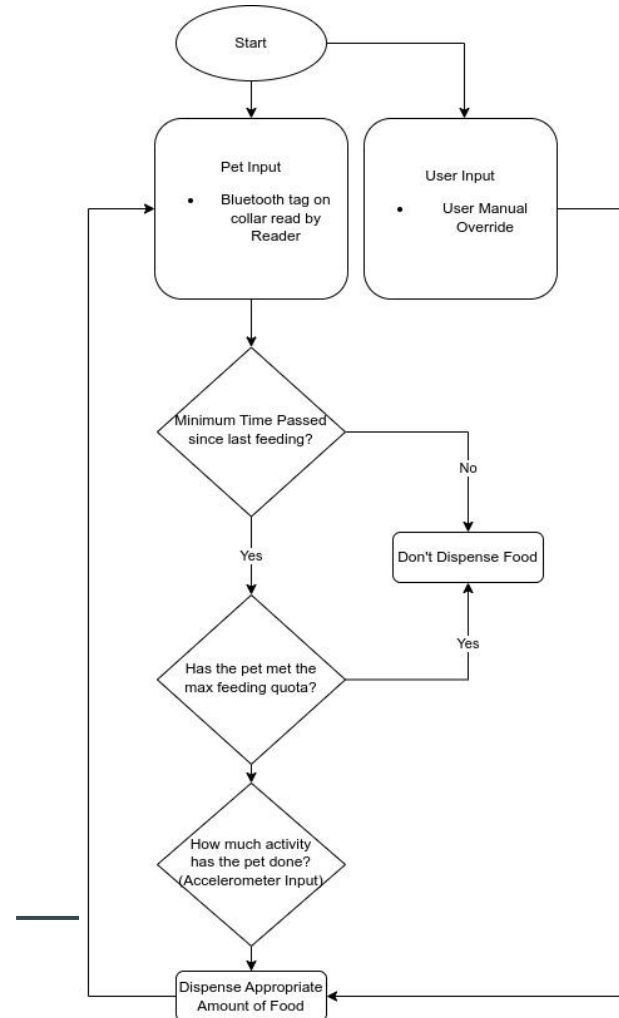 Start
Pet Input
• Bluetooth tag on
collar read by
Reader
User Input
• User Manual
Override
Minimum Time Passed
since last feeding?
No
Yes
Don't Dispense Food
Has the pet met the
max feeding quota?
Yes
How much activity
has the pet done?
(Accelerometer Input)
Dispense Appropriate
Amount of Food